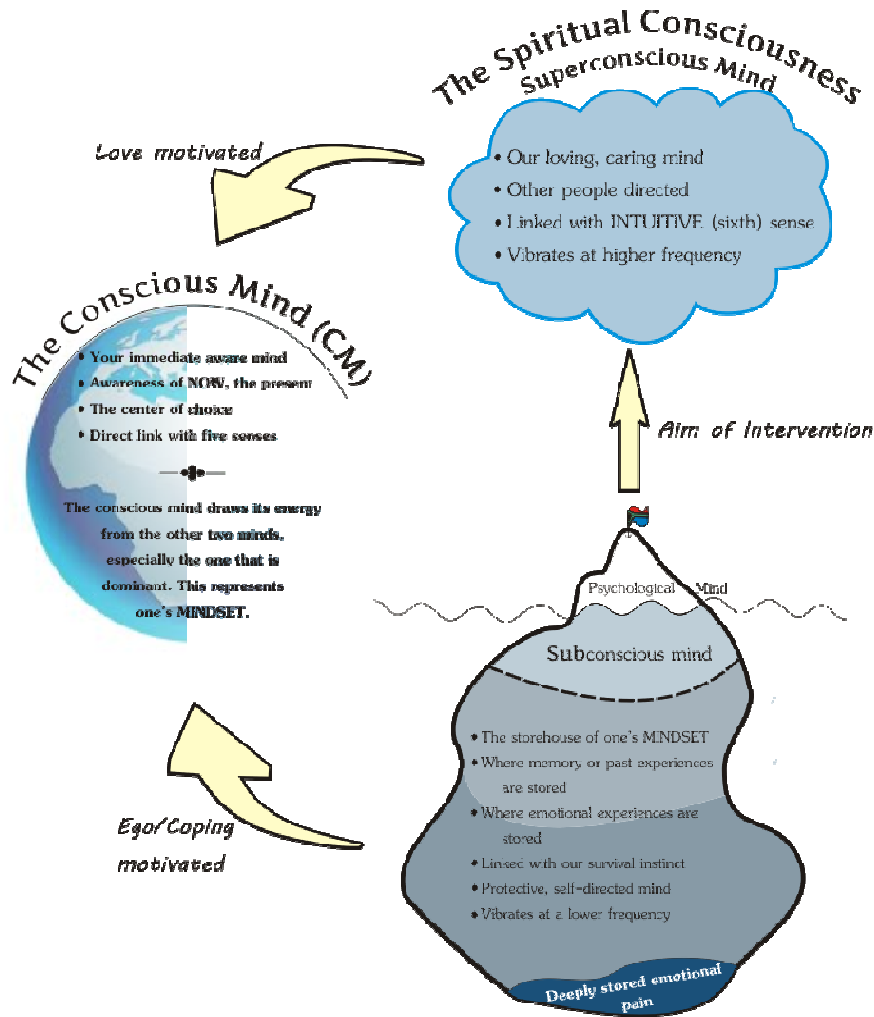 The Spiritual Consciousness
Superconscious Mind
• Our loving, caring mind
• Other people directed
• Linked with INTUITIVE (sixth) sense
• Vibrates at higher frequency
Love motivated
The Conscious Mind (CM)
• Your immediate aware mind
• Awareness of NOW, the present
• The center of choice
• Direct link with five senses
The conscious mind draws its energy
from the other two minds,
especially the one that is
dominant. This represents
one's MINDSET.
Aim of Intervention
Psychological Mind
Subconscious mind
• The storehouse of one's MINDSET
• Where memory or past experiences
are stored
• Where emotional experiences are
stored
• Linked with our survival instinct
• Protective, self-directed mind
• Vibrates at a lower frequency
Ego/Coping
motivated
Deeply stored emotional
pain